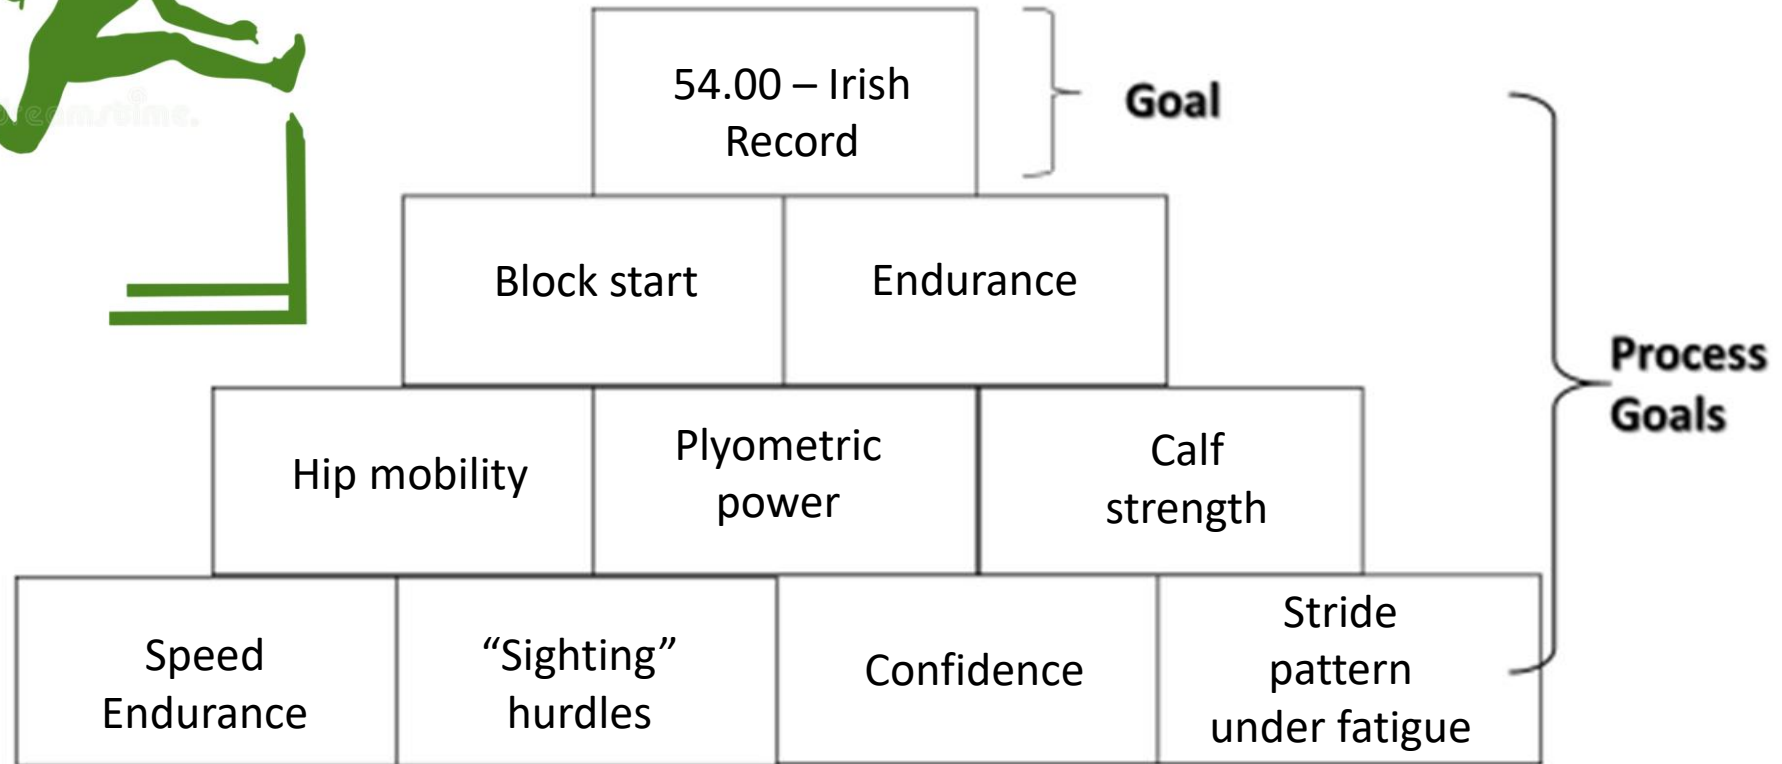 dreamstime.
54.00 – Irish
Record
Goal
Block start
Endurance
Process
Goals
Hip mobility
Plyometric
power
Calf
strength
Speed
Endurance
“Sighting”
hurdles
Confidence
Stride
pattern
under fatigue